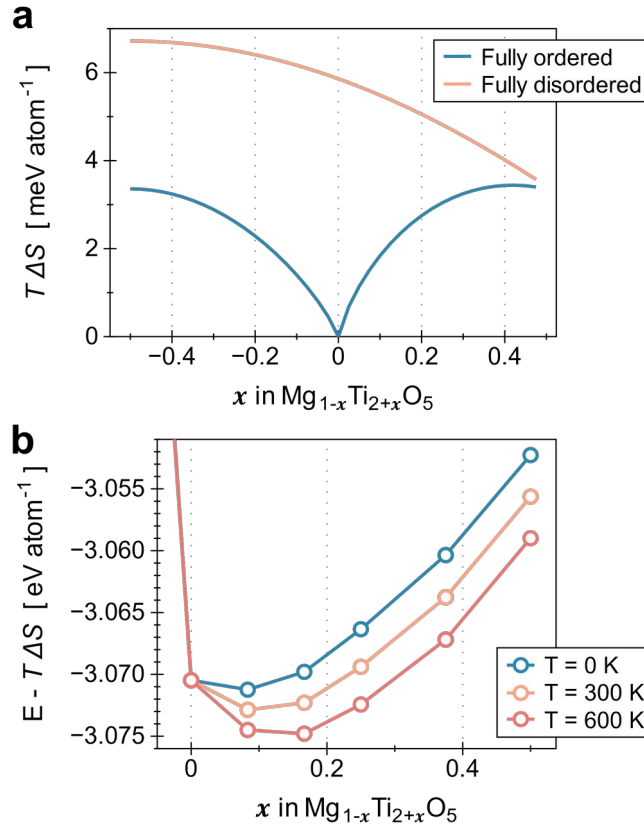 a
T ΔS [ meV atom⁻¹ ]
6
4
2
0
Fully ordered
Fully disordered
−0.4 −0.2 0 0.2 0.4
x in Mg₁₋ₓTi₂₊ₓO₅
b
E - T ΔS [ eV atom⁻¹ ]
−3.055
−3.060
−3.065
−3.070
−3.075
T = 0 K
T = 300 K
T = 600 K
0 0.2 0.4
x in Mg₁₋ₓTi₂₊ₓO₅